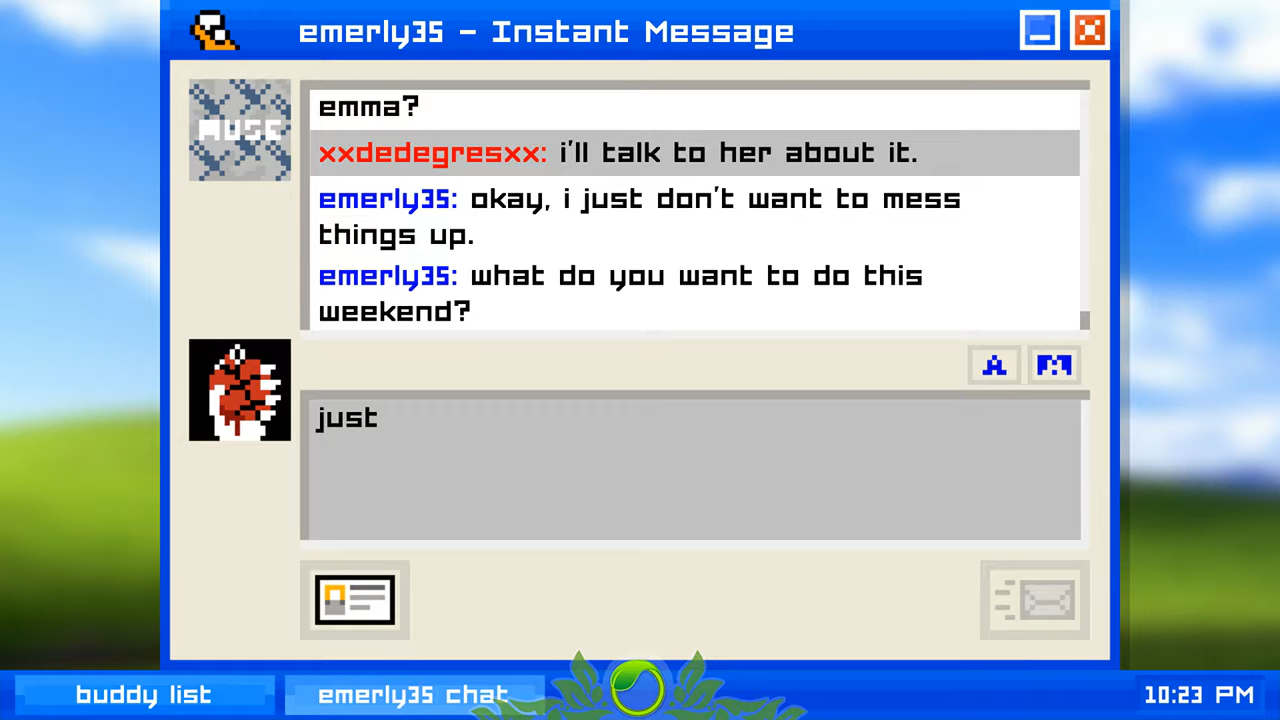 emerly35 - Instant Message
MUSE
emma?
xxdedegresxx: i'll talk to her about it.
emerly35: okay, i just don't want to mess
things up.
emerly35: what do you want to do this
weekend?
A
just
buddy list
emerly35 chat
10:23 PM